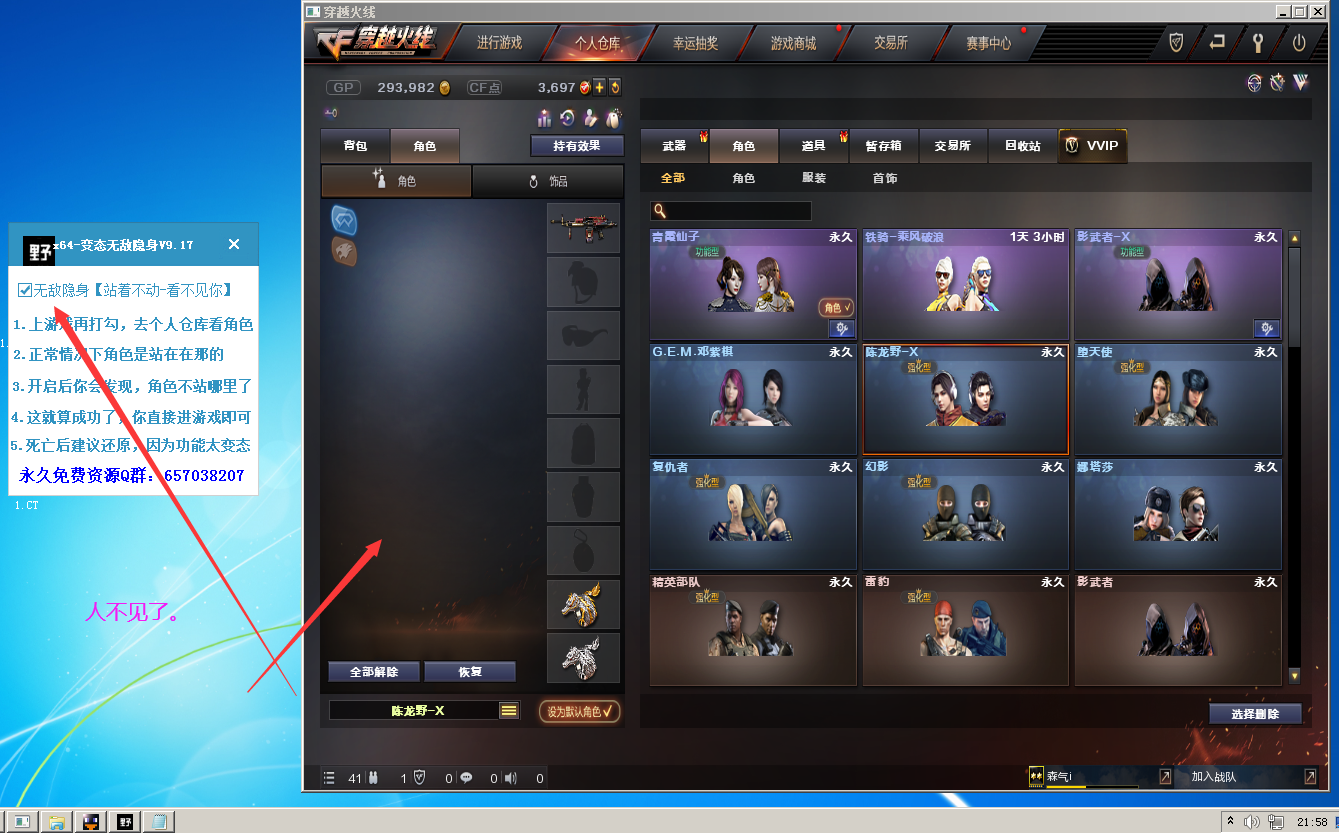 穿越火线
穿越火线
进行游戏
个人仓库
幸运抽奖
游戏商城
交易所
赛事中心
GP 293,982 CF点 3,697
背包
角色
持有效果
角色
饰品
武器
角色
道具
暂存箱
交易所
回收站
VVIP
全部
角色
服装
首饰
青霞仙子 永久
功能型
角色
铁骑-乘风破浪 1天 3小时
影武者-X 永久
功能型
G.E.M.邓紫棋 永久
陈龙野-X 永久
强化型
堕天使 永久
强化型
复仇者 永久
强化型
幻影 永久
强化型
娜塔莎 永久
精英部队 永久
强化型
雷豹 永久
强化型
影武者 永久
全部解除
恢复
陈龙野-X
设为默认角色
选择删除
41 1 0 0 0
森气i
加入战队
野 x64-变态无敌隐身V9.17
无敌隐身【站着不动-看不见你】
1.上游戏再打勾，去个人仓库看角色
2.正常情况下角色是站在在那的
3.开启后你会发现，角色不站哪里了
4.这就算成功了，你直接进游戏即可
5.死亡后建议还原，因为功能太变态
永久免费资源Q群：657038207
1.
1.CT
人不见了。
野
21:58